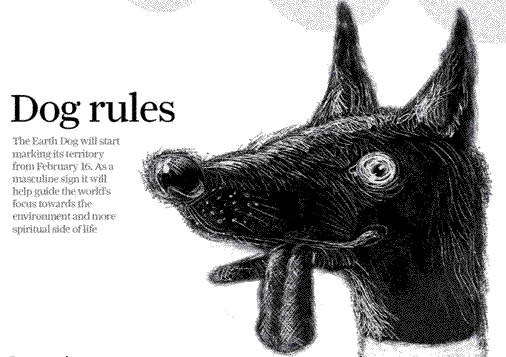 Dog rules
The Earth Dog will start
marking its territory
from February 16. As a
masculine sign it will
help guide the world's
focus towards the
environment and more
spiritual side of life